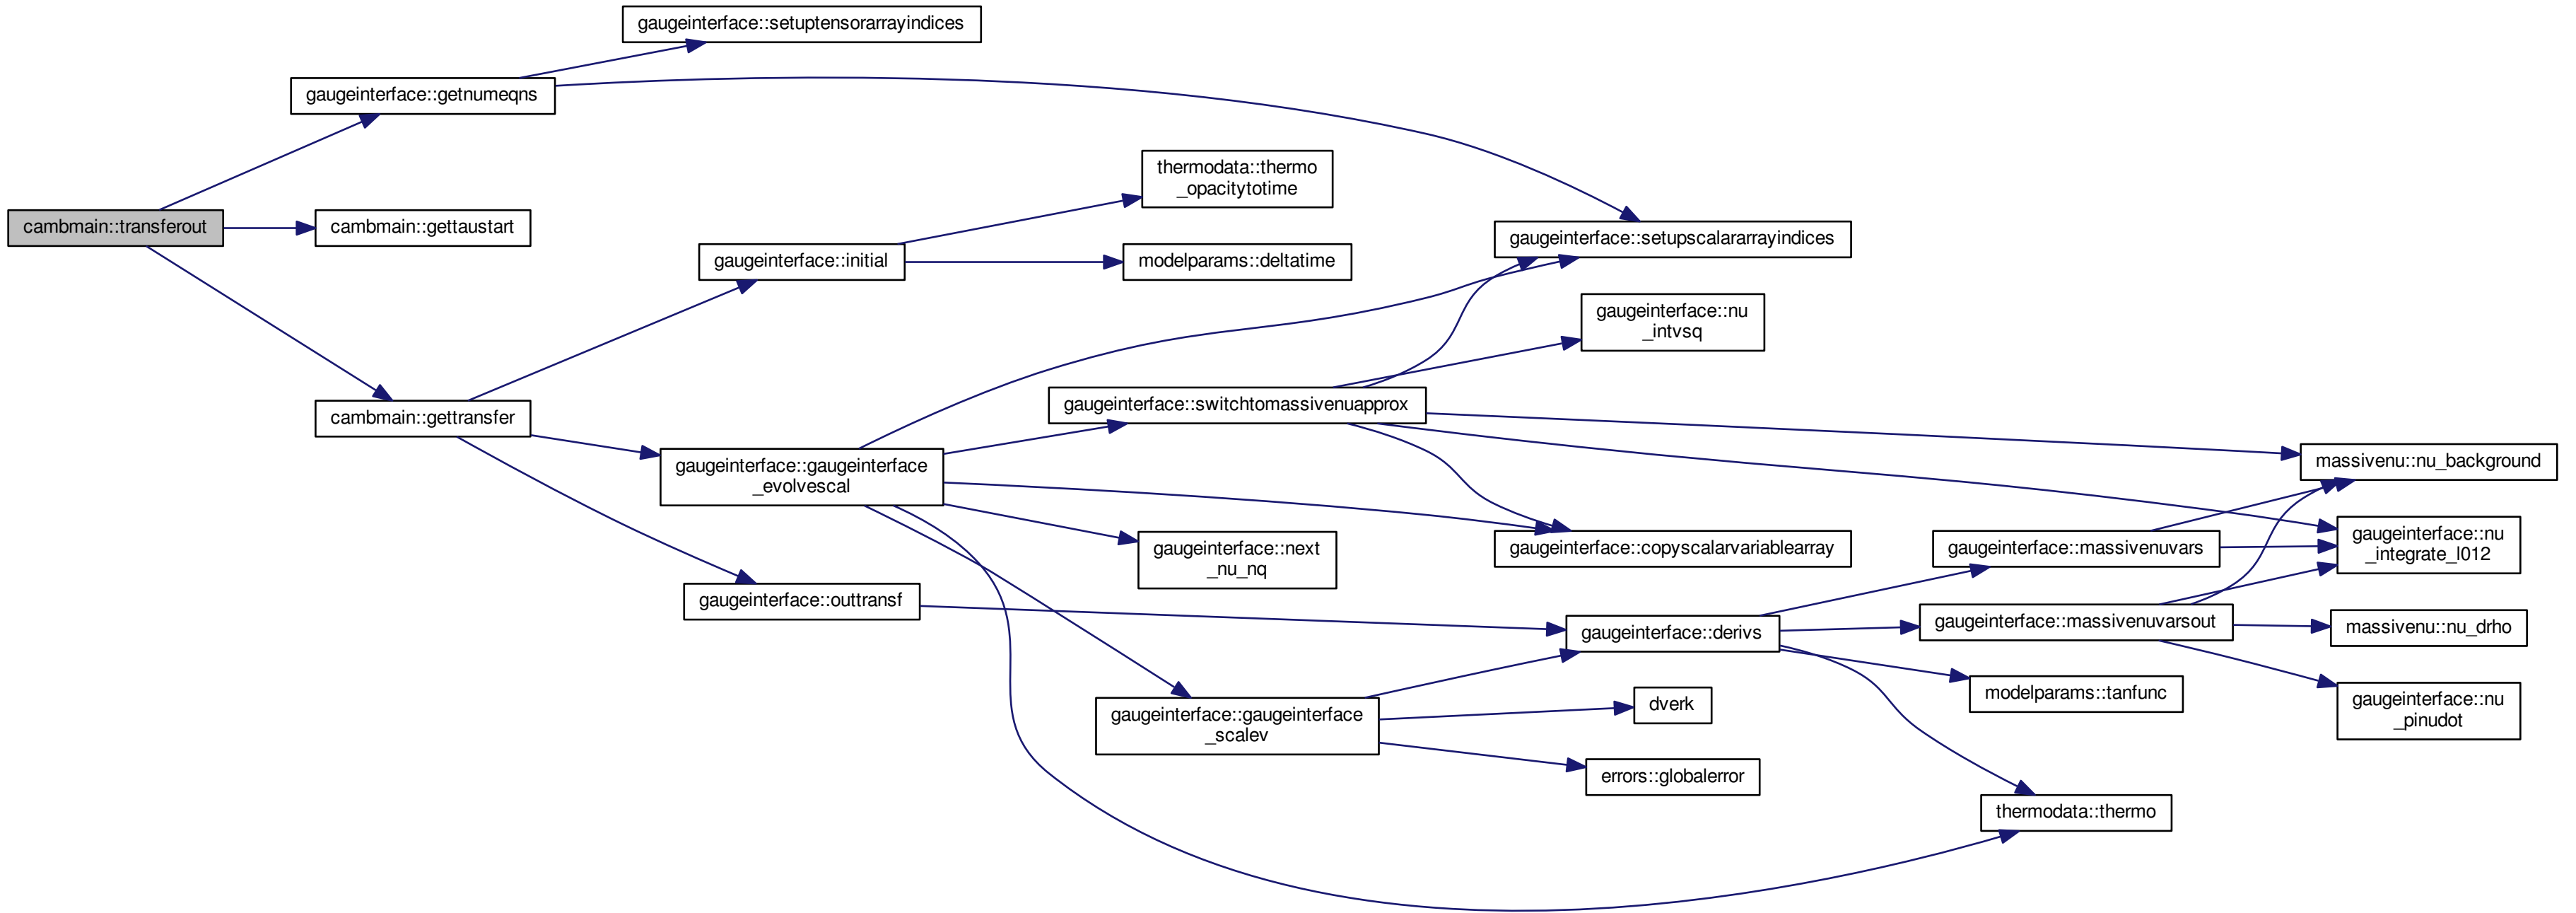 gaugeinterface::setuptensorarrayindices
gaugeinterface::getnumeqns
thermodata::thermo
_opacitytotime
cambmain::transferout
cambmain::gettaustart
gaugeinterface::setupscalararrayindices
gaugeinterface::initial
modelparams::deltatime
gaugeinterface::nu
_intvsq
cambmain::gettransfer
gaugeinterface::switchtomassivenuapprox
gaugeinterface::gaugeinterface
_evolvescal
massivenu::nu_background
gaugeinterface::next
_nu_nq
gaugeinterface::copyscalarvariablearray
gaugeinterface::massivenuvars
gaugeinterface::nu
_integrate_l012
gaugeinterface::outtransf
gaugeinterface::derivs
gaugeinterface::massivenuvarsout
massivenu::nu_drho
gaugeinterface::gaugeinterface
_scalev
dverk
modelparams::tanfunc
gaugeinterface::nu
_pinudot
errors::globalerror
thermodata::thermo